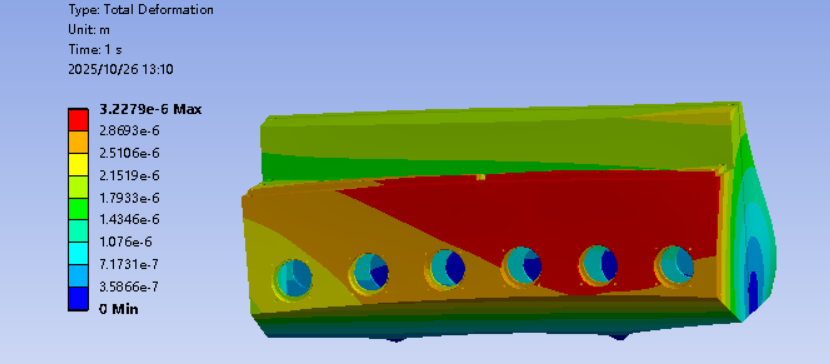 Type: Total Deformation
Unit: m
Time: 1 s
2025/10/26 13:10
3.2279e-6 Max
2.8693e-6
2.5106e-6
2.1519e-6
1.7933e-6
1.4346e-6
1.076e-6
7.1731e-7
3.5866e-7
0 Min